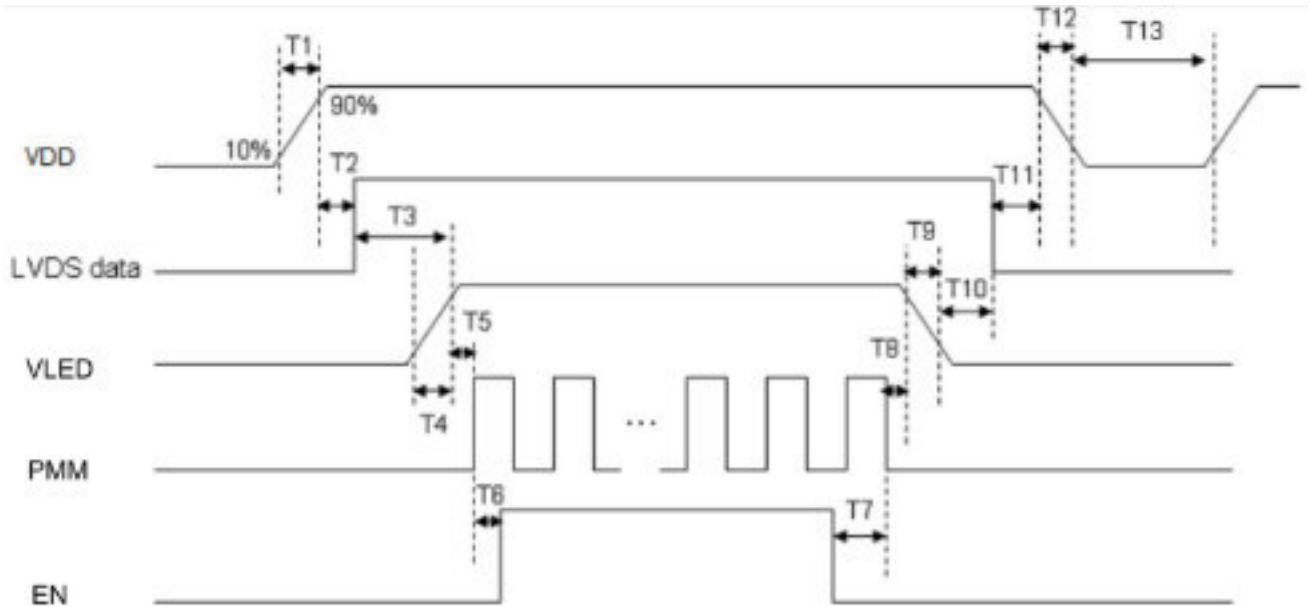 T12
T13
T1
90%
10%
VDD
T2
T11
T3
T9
LVDS data
T10
T5
T8
VLED
T4
...
PMM
T6
T7
EN